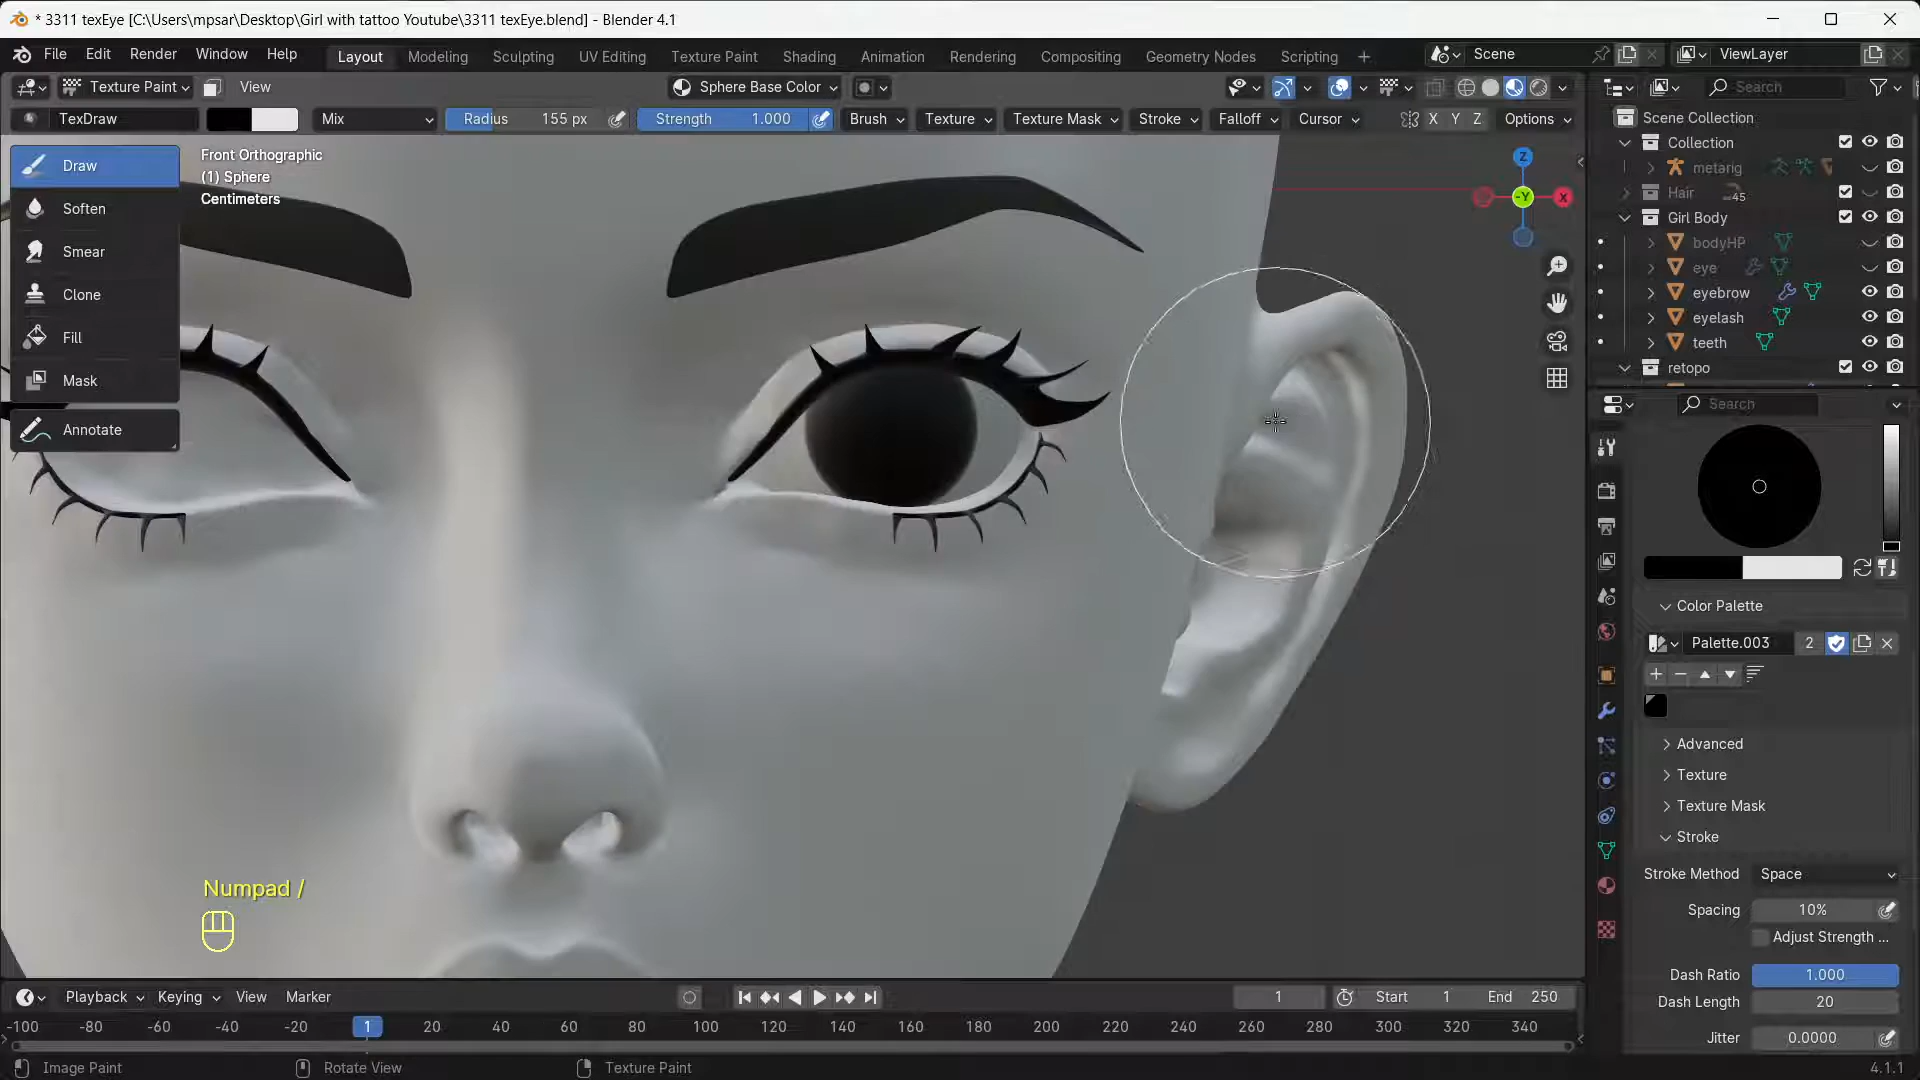 * 3311 texEye [C:\Users\mpsar\Desktop\Girl with tattoo Youtube\3311 texEye.blend] - Blender 4.1
File Edit Render Window Help Layout Modeling Sculpting UV Editing Texture Paint Shading Animation Rendering Compositing Geometry Nodes Scripting + Scene ViewLayer
Texture Paint View Sphere Base Color Search
TexDraw Mix Radius 155 px Strength 1.000 Brush Texture Texture Mask Stroke Falloff Cursor X Y Z Options
Draw
Soften
Smear
Clone
Fill
Mask
Annotate
Front Orthographic
(1) Sphere
Centimeters
Z
-Y
X
Numpad /
Scene Collection
Collection
metarig
Hair 45
Girl Body
bodyHP
eye
eyebrow
eyelash
teeth
retopo
Search
Color Palette
Palette.003 2
Advanced
Texture
Texture Mask
Stroke
Stroke Method Space
Spacing 10%
Adjust Strength ...
Dash Ratio 1.000
Dash Length 20
Jitter 0.0000
Playback Keying View Marker 1 Start 1 End 250
-100 -80 -60 -40 -20 1 20 40 60 80 100 120 140 160 180 200 220 240 260 280 300 320 340
Image Paint Rotate View Texture Paint 4.1.1